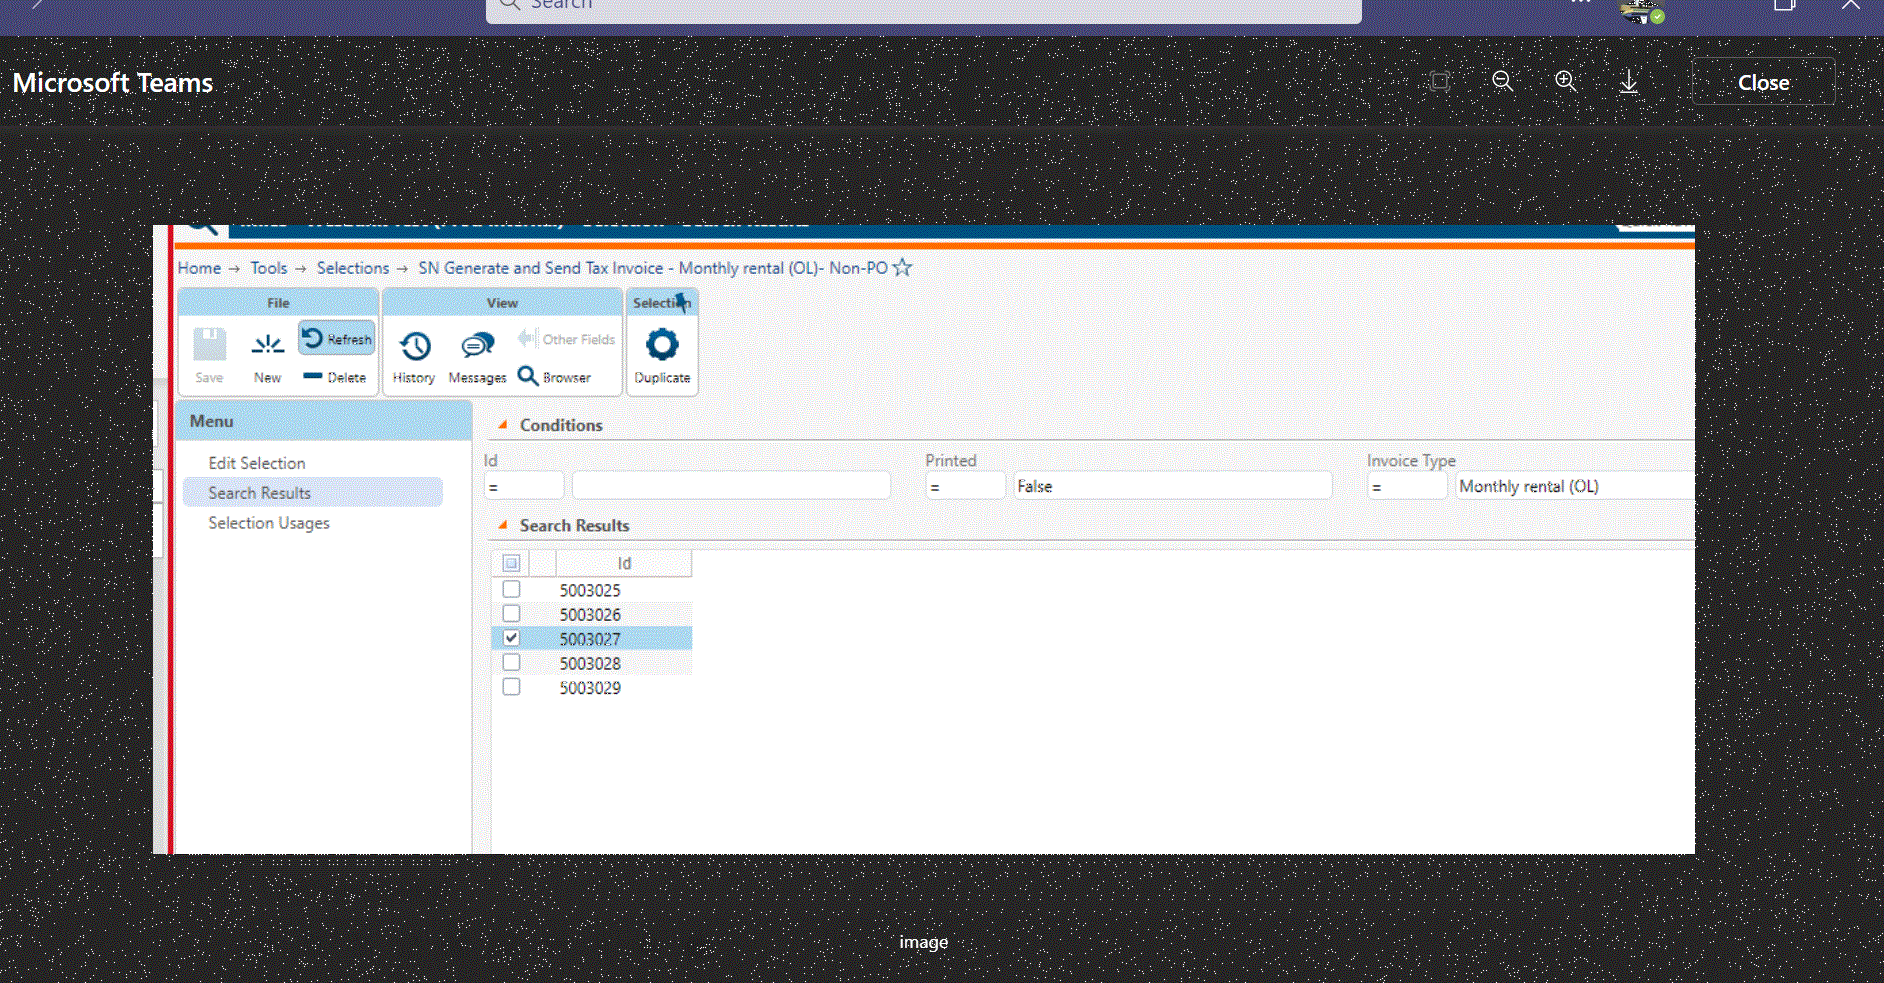 Search
Microsoft Teams
Close
Home → Tools → Selections → SN Generate and Send Tax Invoice - Monthly rental (OL)- Non-PO
File
View
Selection
Refresh
Other Fields
Save
New
Delete
History
Messages
Browser
Duplicate
Menu
Edit Selection
Search Results
Selection Usages
Conditions
Id
Printed
Invoice Type
=
=
False
=
Monthly rental (OL)
Search Results
Id
5003025
5003026
5003027
5003028
5003029
image